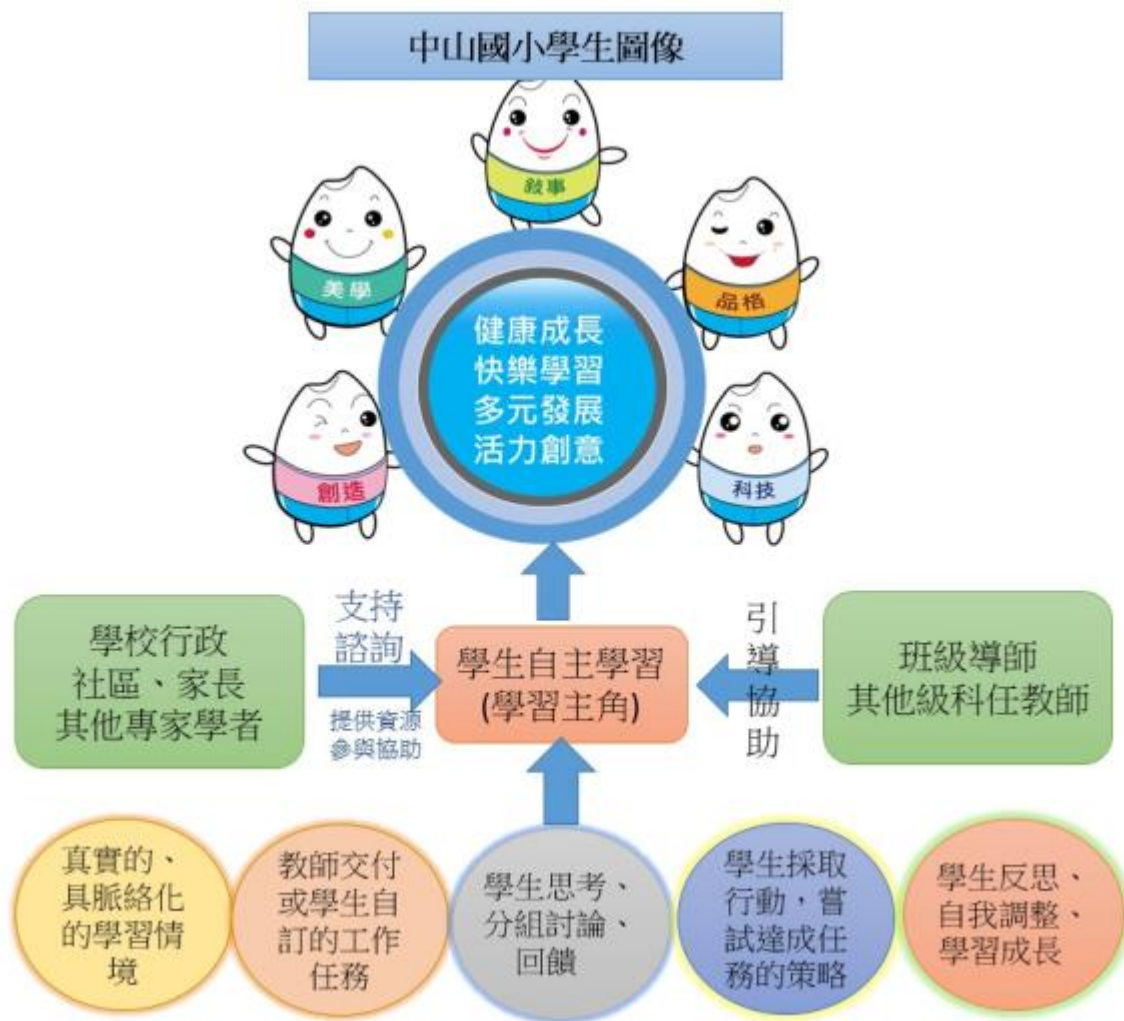 中山國小學生圖像
敍事
美學
品格
健康成長
快樂學習
多元發展
活力創意
創造
科技
學校行政
社區、家長
其他專家學者
支持
諮詢
提供資源
參與協助
學生自主學習
(學習主角)
引
導
協
助
班級導師
其他級科任教師
真實的、
具脈絡化
的學習情
境
教師交付
或學生自
訂的工作
任務
學生思考、
分組討論、
回饋
學生採取
行動，嘗
試達成任
務的策略
學生反思、
自我調整、
學習成長